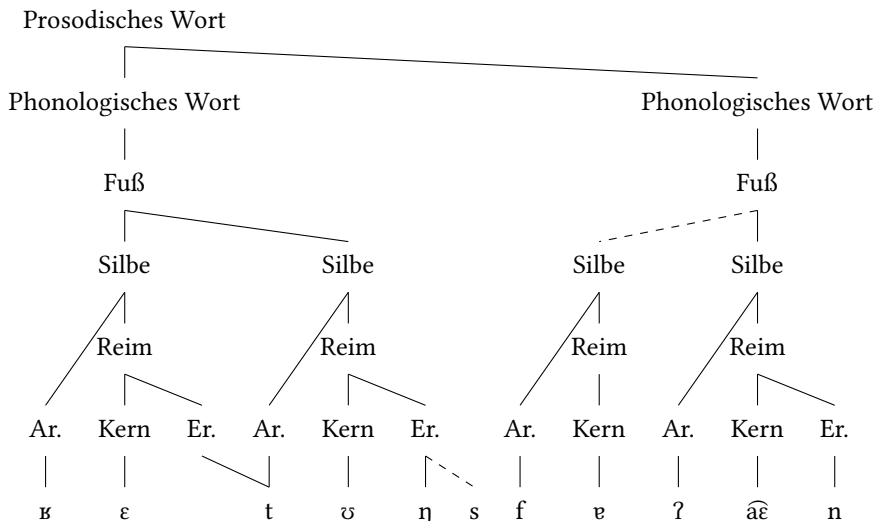 Prosodisches Wort
Phonologisches Wort Phonologisches Wort
Fuß Fuß
Silbe Silbe Silbe Silbe
Reim Reim Reim Reim
Ar. Kern Er. Ar. Kern Er. Ar. Kern Ar. Kern Er.
ʁ ɛ t ʊ ŋ s f ɐ ʔ a͡ɛ n